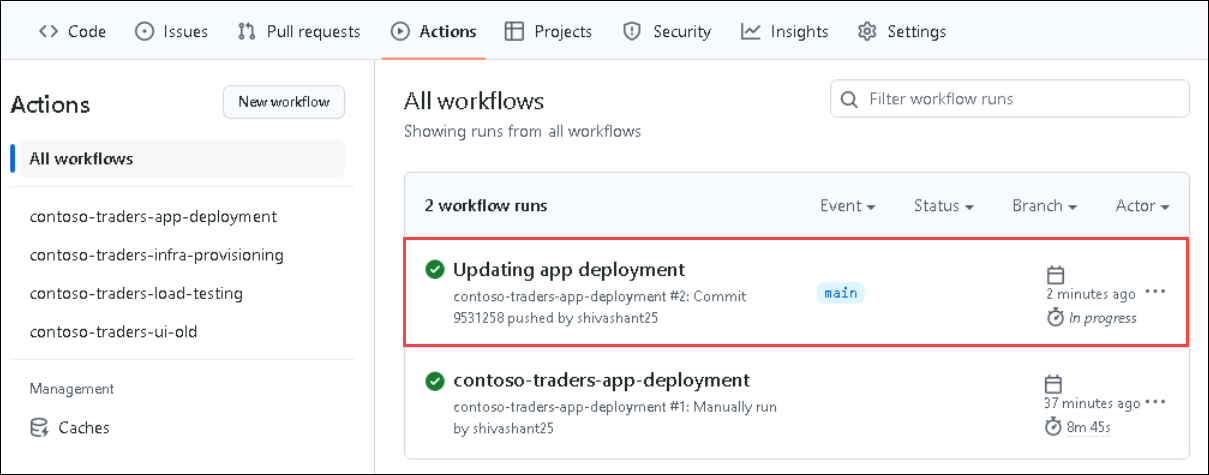 Code Issues Pull requests Actions Projects Security Insights Settings
Actions New workflow
All workflows
contoso-traders-app-deployment
contoso-traders-infra-provisioning
contoso-traders-load-testing
contoso-traders-ui-old
Management
Caches
All workflows
Filter workflow runs
Showing runs from all workflows
2 workflow runs Event Status Branch Actor
Updating app deployment
contoso-traders-app-deployment #2: Commit
9531258 pushed by shivashant25
main
2 minutes ago
In progress
contoso-traders-app-deployment
contoso-traders-app-deployment #1: Manually run
by shivashant25
37 minutes ago
8m 45s